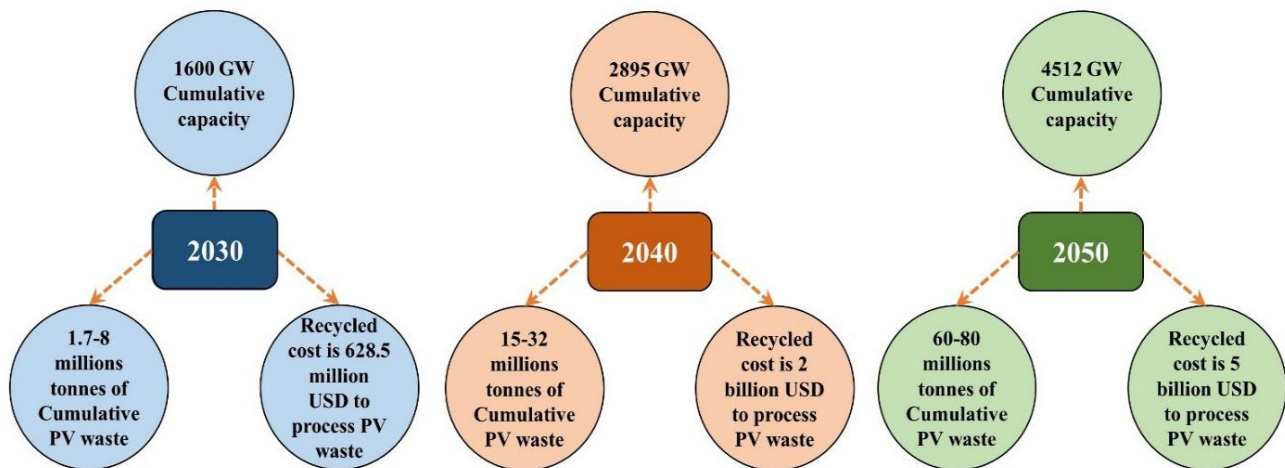 1600 GW
Cumulative
capacity
2030
1.7-8
millions
tonnes of
Cumulative
PV waste
Recycled
cost is 628.5
million
USD to
process PV
waste
2895 GW
Cumulative
capacity
2040
15-32
millions
tonnes of
Cumulative
PV waste
Recycled
cost is 2
billion USD
to process
PV waste
4512 GW
Cumulative
capacity
2050
60-80
millions
tonnes of
Cumulative
PV waste
Recycled
cost is 5
billion USD
to process
PV waste